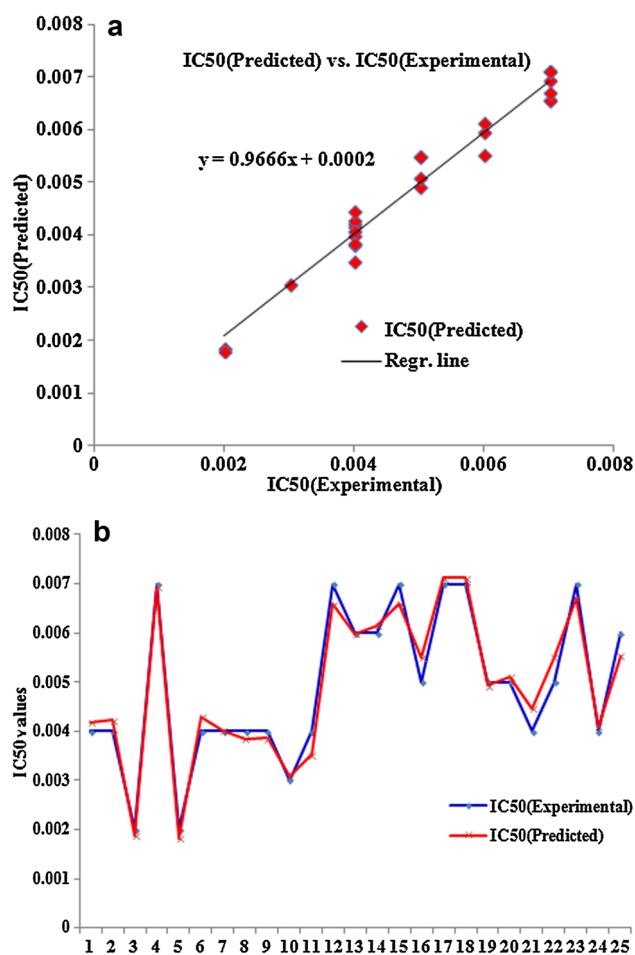 a
0.008
0.007
0.006
0.005
0.004
0.003
0.002
0.001
0
IC50(Predicted)
IC50(Predicted) vs. IC50(Experimental)
y = 0.9666x + 0.0002
IC50(Predicted)
Regr. line
0 0.002 0.004 0.006 0.008
IC50(Experimental)
b
0.008
0.007
0.006
0.005
0.004
0.003
0.002
0.001
0
IC50 values
IC50(Experimental)
IC50(Predicted)
1 2 3 4 5 6 7 8 9 10 11 12 13 14 15 16 17 18 19 20 21 22 23 24 25